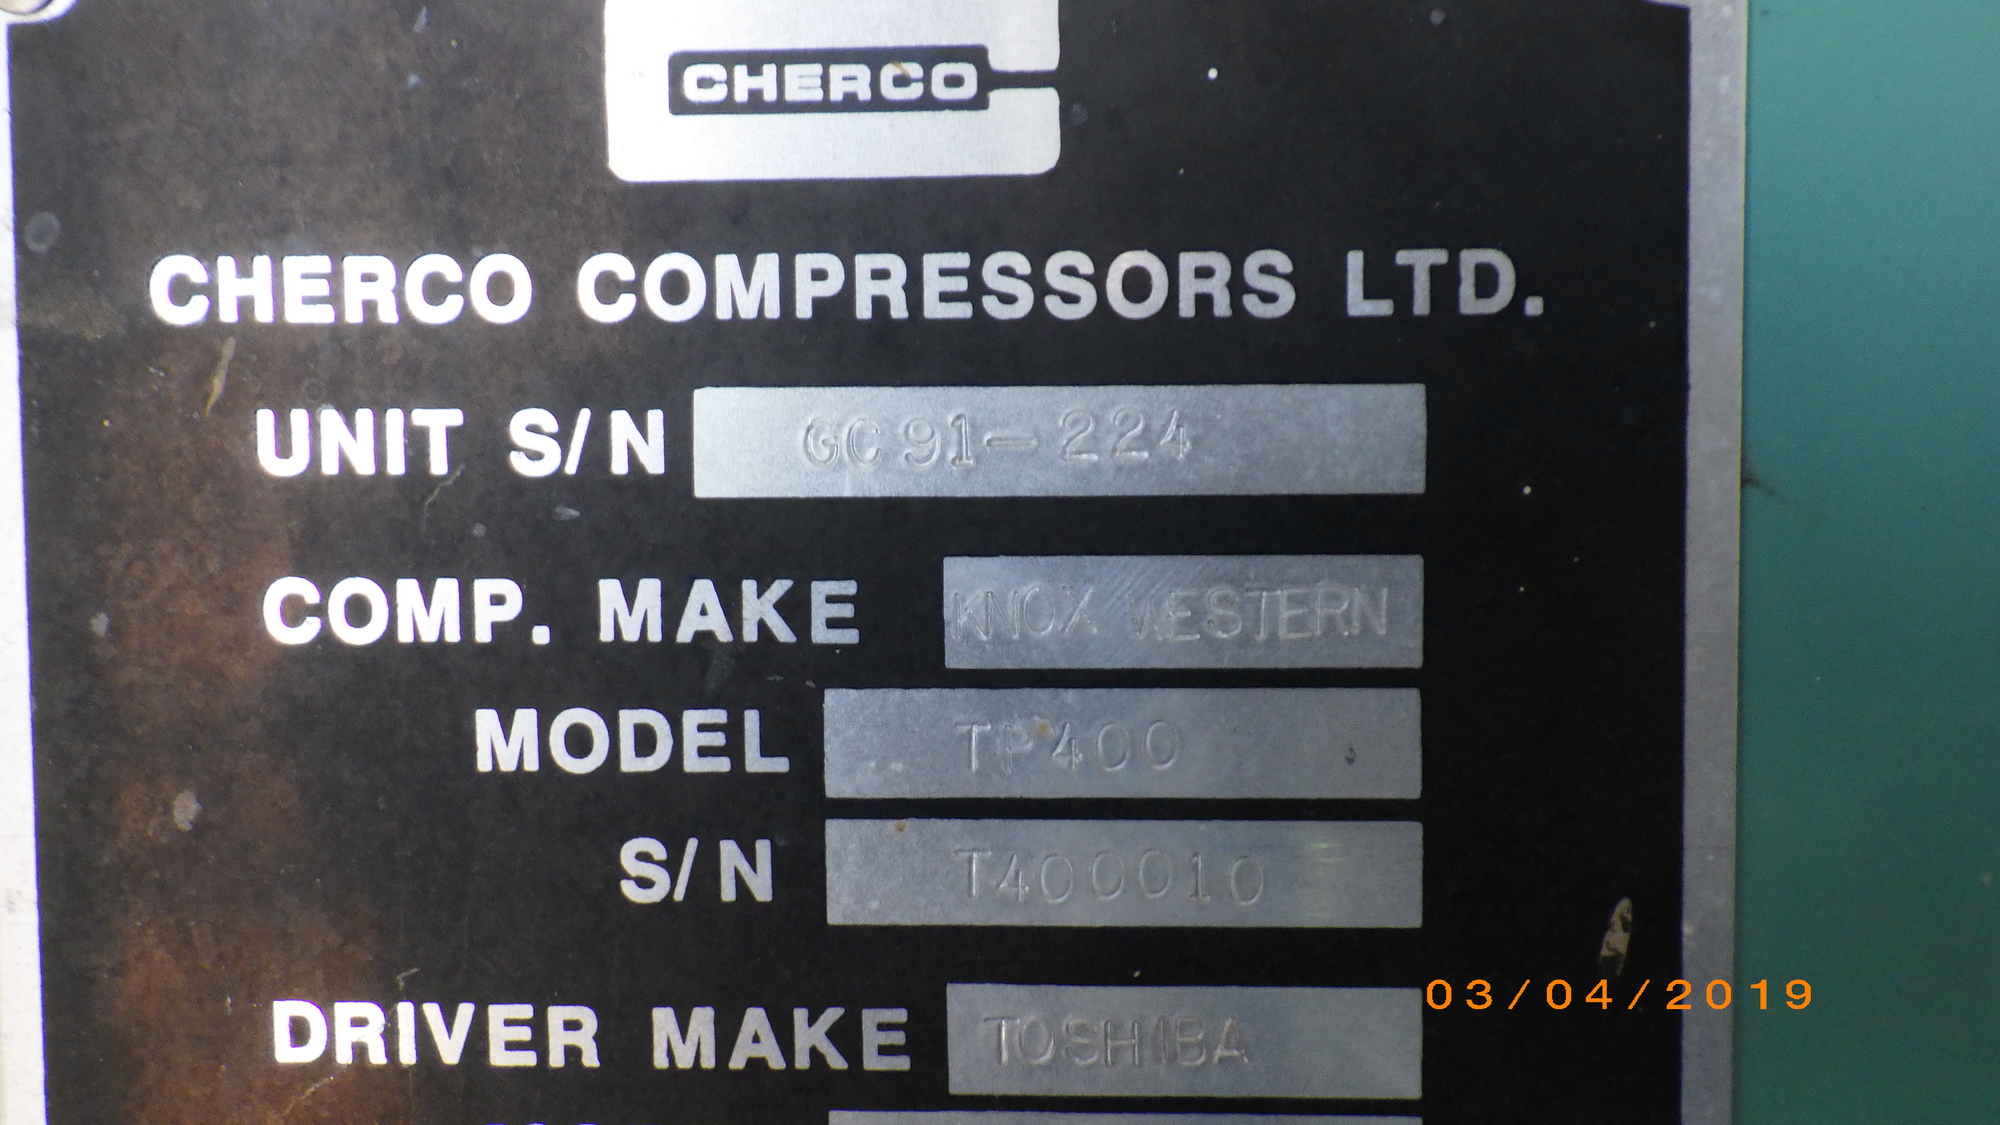 CHERCO
CHERCO COMPRESSORS LTD.
UNIT S/N GC91-224
COMP. MAKE KNOX WESTERN
MODEL TP400
S/N T400010
DRIVER MAKE TOSHIBA
03/04/2019